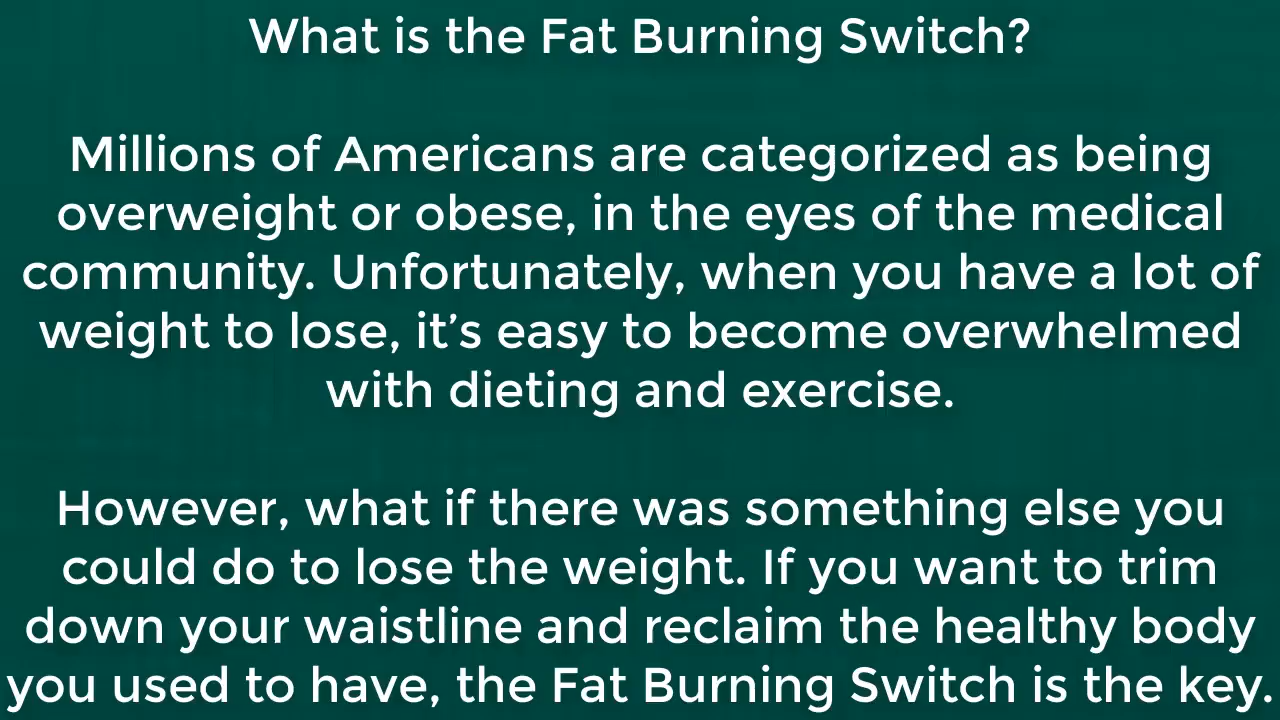 What is the Fat Burning Switch?
Millions of Americans are categorized as being
overweight or obese, in the eyes of the medical
community. Unfortunately, when you have a lot of
weight to lose, it’s easy to become overwhelmed
with dieting and exercise.
However, what if there was something else you
could do to lose the weight. If you want to trim
down your waistline and reclaim the healthy body
you used to have, the Fat Burning Switch is the key.